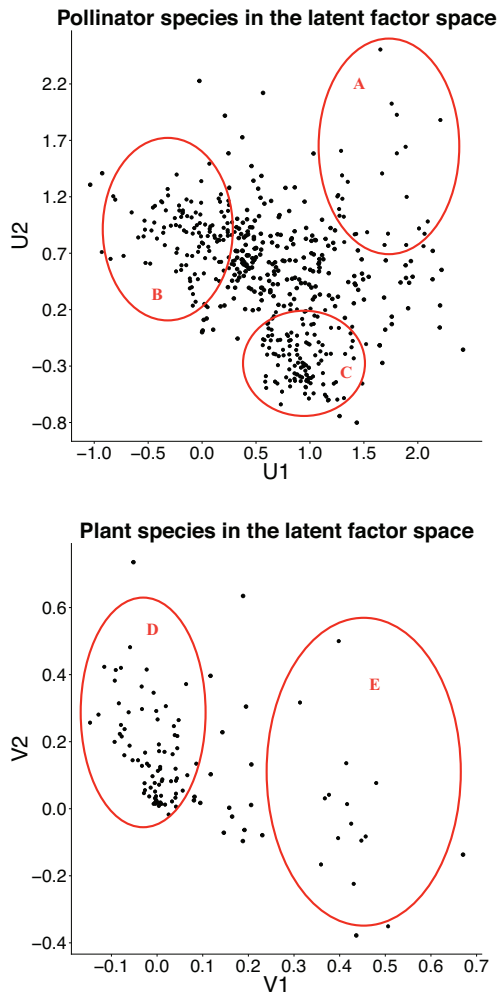 Pollinator species in the latent factor space
2.2
A
1.7
1.2
U2
0.7
B
0.2
−0.3
C
−0.8
−1.0 −0.5 0.0 0.5 1.0 1.5 2.0
U1
Plant species in the latent factor space
0.6
D
0.4
E
V2
0.2
0.0
−0.2
−0.4
−0.1 0.0 0.1 0.2 0.3 0.4 0.5 0.6 0.7
V1